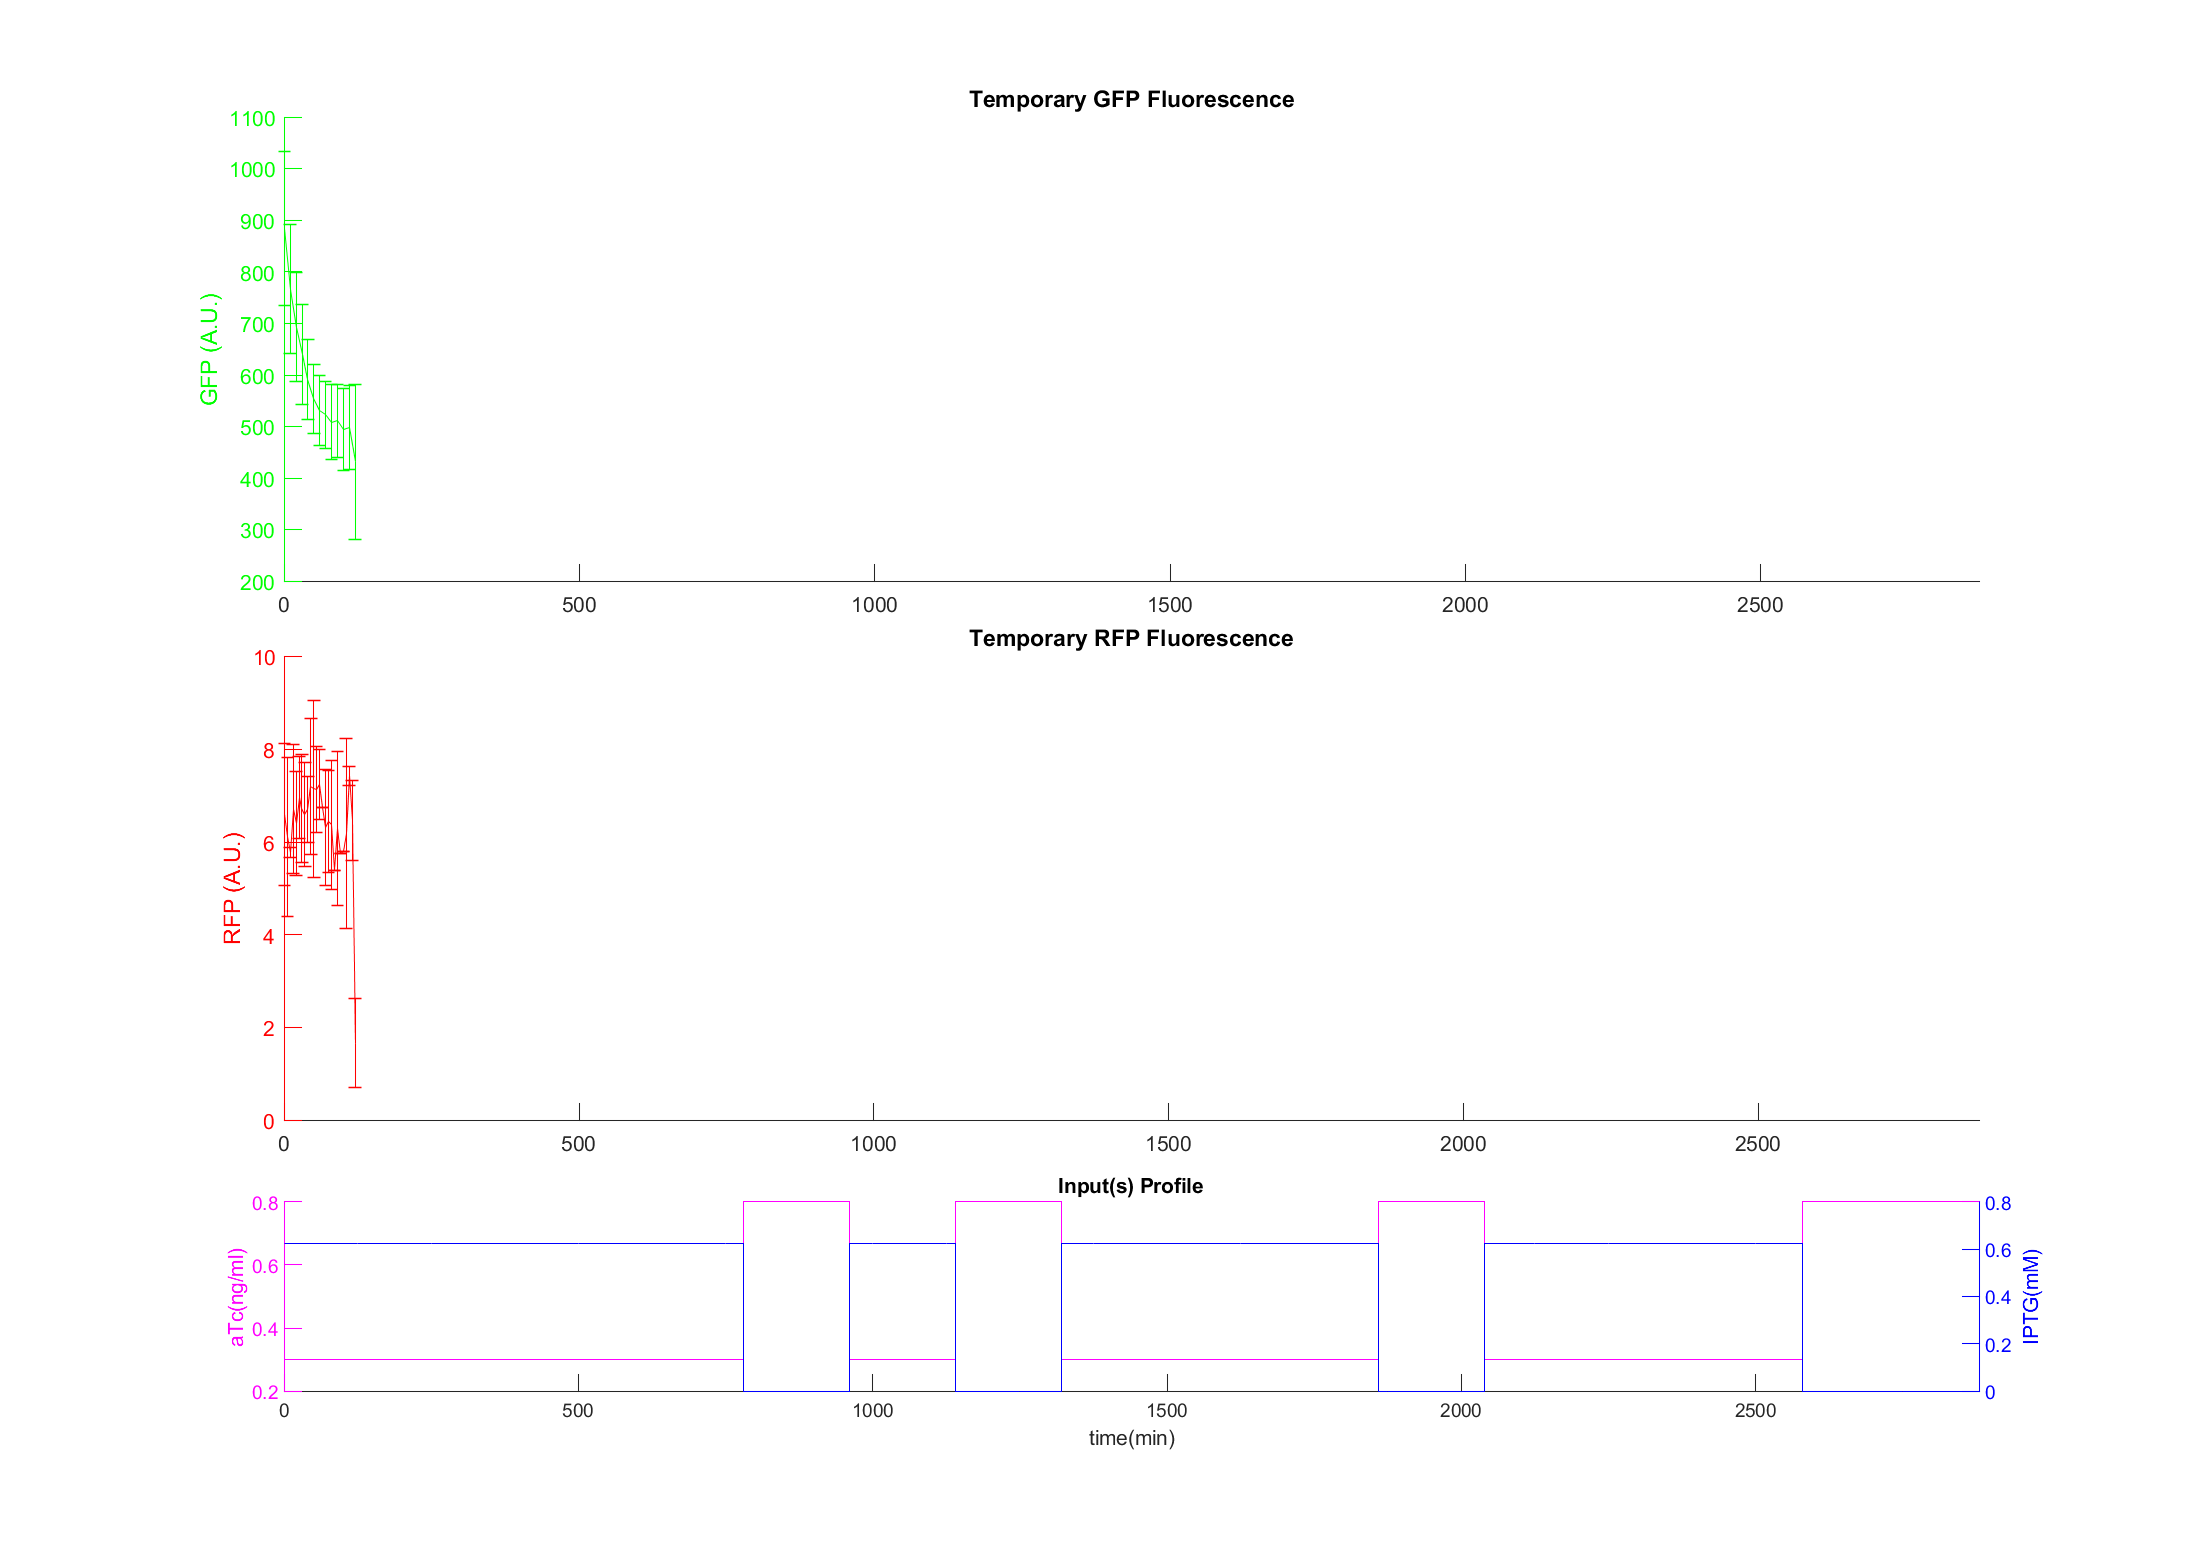 Temporary GFP Fluorescence
1100
1000
900
800
700
600
500
400
300
200
GFP (A.U.)
0 500 1000 1500 2000 2500
Temporary RFP Fluorescence
10
8
6
4
2
0
RFP (A.U.)
0 500 1000 1500 2000 2500
Input(s) Profile
0.8
0.6
0.4
0.2
aTc(ng/ml)
0.8
0.6
0.4
0.2
0
IPTG(mM)
0 500 1000 1500 2000 2500
time(min)